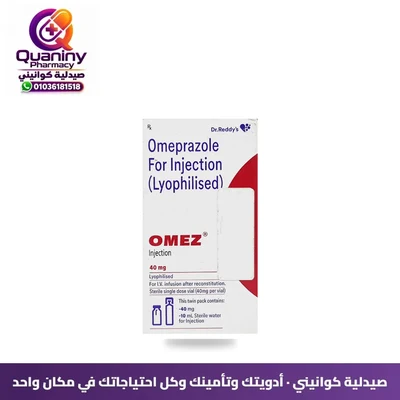 Quaniny
Pharmacy
صيدلية كوانيني
01036181518
Rx
Dr.Reddy's
Omeprazole
For Injection
(Lyophilised)
OMEZ®
Injection
40 mg
Lyophilised
For I.V. infusion after reconstitution.
Sterile single dose vial (40mg per vial)
This twin pack contains:
-40 mg
-10 mL Sterile water
for Injection
صيدلية كوانيني - أدويتك وتأمينك وكل احتياجاتك في مكان واحد